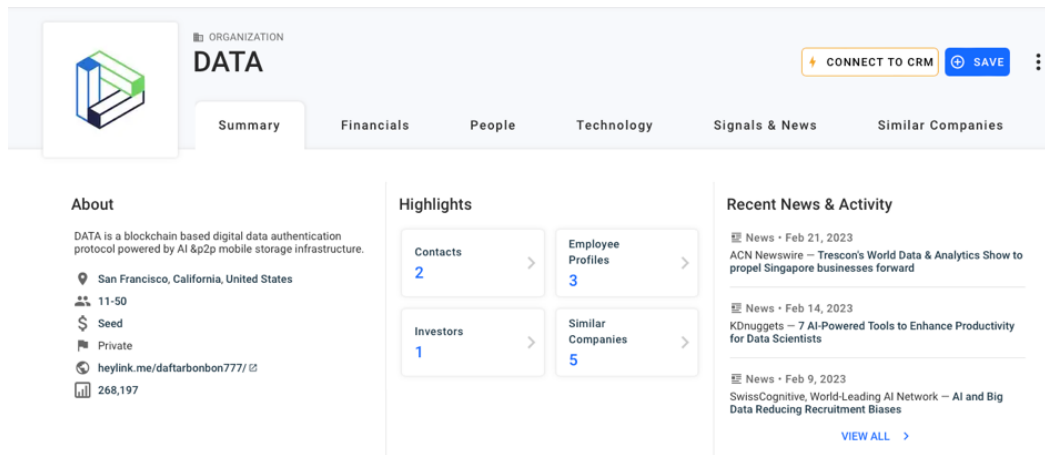 ORGANIZATION
DATA
CONNECT TO CRM
SAVE
Summary
Financials
People
Technology
Signals & News
Similar Companies
About
DATA is a blockchain based digital data authentication
protocol powered by AI &p2p mobile storage infrastructure.
San Francisco, California, United States
11-50
Seed
Private
heylink.me/daftarbonbon777/
268,197
Highlights
Contacts
2
Employee
Profiles
3
Investors
1
Similar
Companies
5
Recent News & Activity
News • Feb 21, 2023
ACN Newswire — Trescon's World Data & Analytics Show to
propel Singapore businesses forward
News • Feb 14, 2023
KDnuggets — 7 AI-Powered Tools to Enhance Productivity
for Data Scientists
News • Feb 9, 2023
SwissCognitive, World-Leading AI Network — AI and Big
Data Reducing Recruitment Biases
VIEW ALL